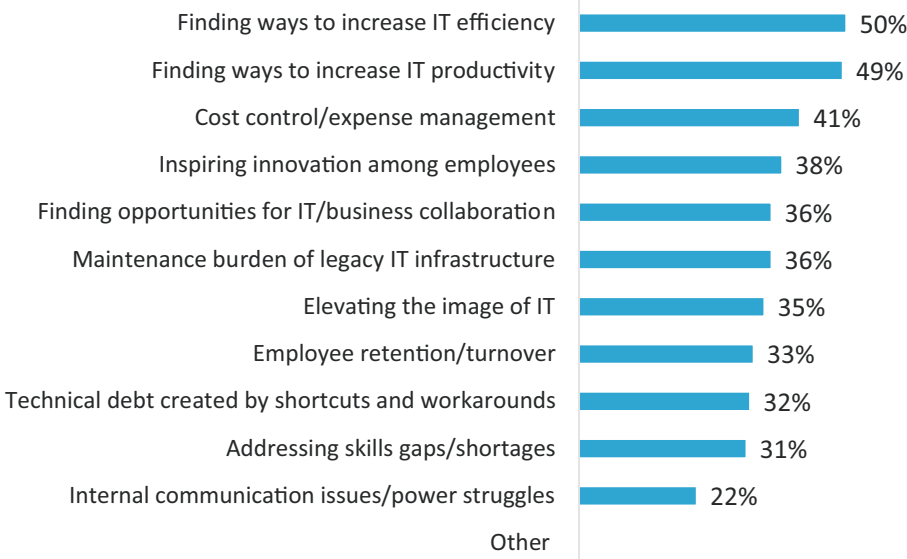 Finding ways to increase IT efficiency 50%
Finding ways to increase IT productivity 49%
Cost control/expense management 41%
Inspiring innovation among employees 38%
Finding opportunities for IT/business collaboration 36%
Maintenance burden of legacy IT infrastructure 36%
Elevating the image of IT 35%
Employee retention/turnover 33%
Technical debt created by shortcuts and workarounds 32%
Addressing skills gaps/shortages 31%
Internal communication issues/power struggles 22%
Other